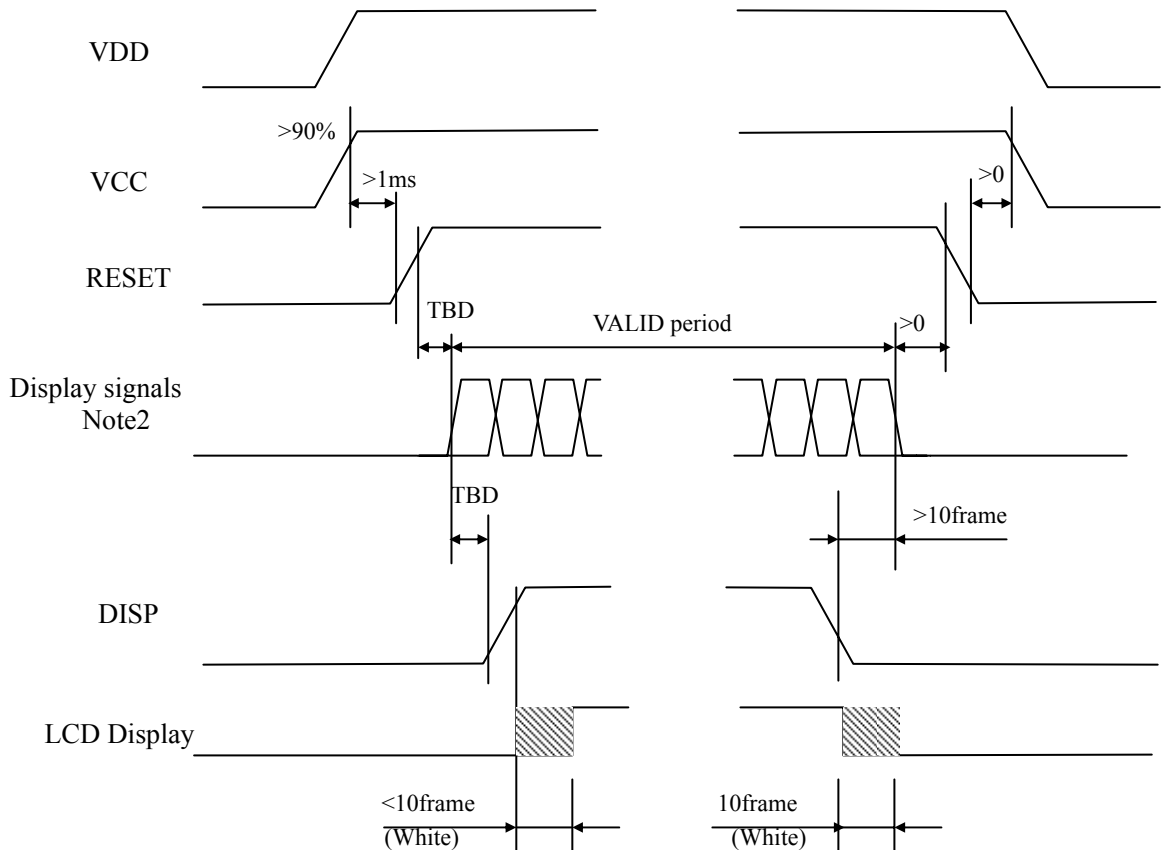 VDD
>90%
VCC
>1ms
>0
RESET
TBD
VALID period
>0
Display signals
Note2
TBD
>10frame
DISP
LCD Display
<10frame
(White)
10frame
(White)